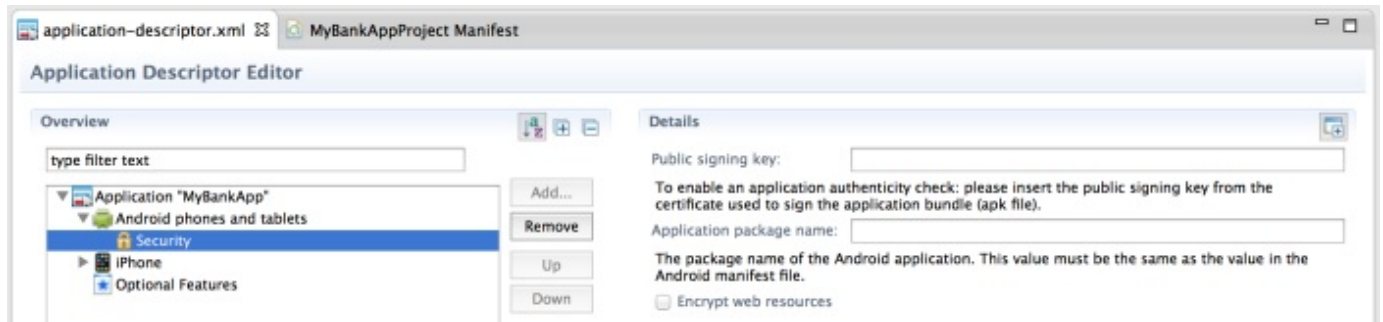 application-descriptor.xml MyBankAppProject Manifest
Application Descriptor Editor
Overview
type filter text
Application "MyBankApp"
Android phones and tablets
Security
iPhone
Optional Features
Add...
Remove
Up
Down
Details
Public signing key:
To enable an application authenticity check: please insert the public signing key from the
certificate used to sign the application bundle (apk file).
Application package name:
The package name of the Android application. This value must be the same as the value in the
Android manifest file.
Encrypt web resources